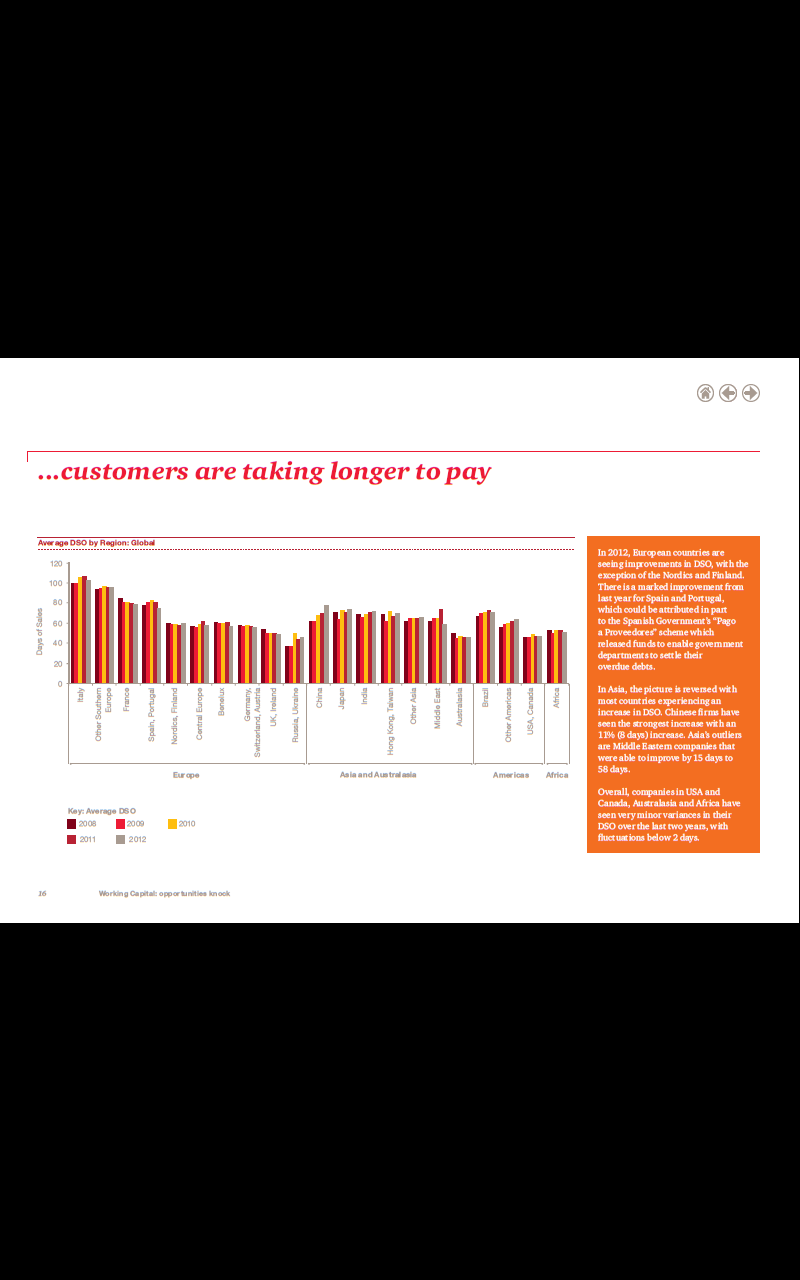 ...customers are taking longer to pay
Average DSO by Region: Global
Days of Sales
120
100
80
60
40
20
0
Italy
Other Southern
Europe
France
Spain, Portugal
Nordics, Finland
Central Europe
Benelux
Germany,
Switzerland, Austria
UK, Ireland
Russia, Ukraine
China
Japan
India
Hong Kong, Taiwan
Other Asia
Middle East
Australasia
Brazil
Other Americas
USA, Canada
Africa
Europe
Asia and Australasia
Americas
Africa
Key: Average DSO
2008
2009
2010
2011
2012
In 2012, European countries are
seeing improvements in DSO, with the
exception of the Nordics and Finland.
There is a marked improvement from
last year for Spain and Portugal,
which could be attributed in part
to the Spanish Government's "Pago
a Proveedores" scheme which
released funds to enable government
departments to settle their
overdue debts.
In Asia, the picture is reversed with
most countries experiencing an
increase in DSO. Chinese firms have
seen the strongest increase with an
11% (8 days) increase. Asia's outliers
are Middle Eastern companies that
were able to improve by 15 days to
58 days.
Overall, companies in USA and
Canada, Australasia and Africa have
seen very minor variances in their
DSO over the last two years, with
fluctuations below 2 days.
16
Working Capital: opportunities knock